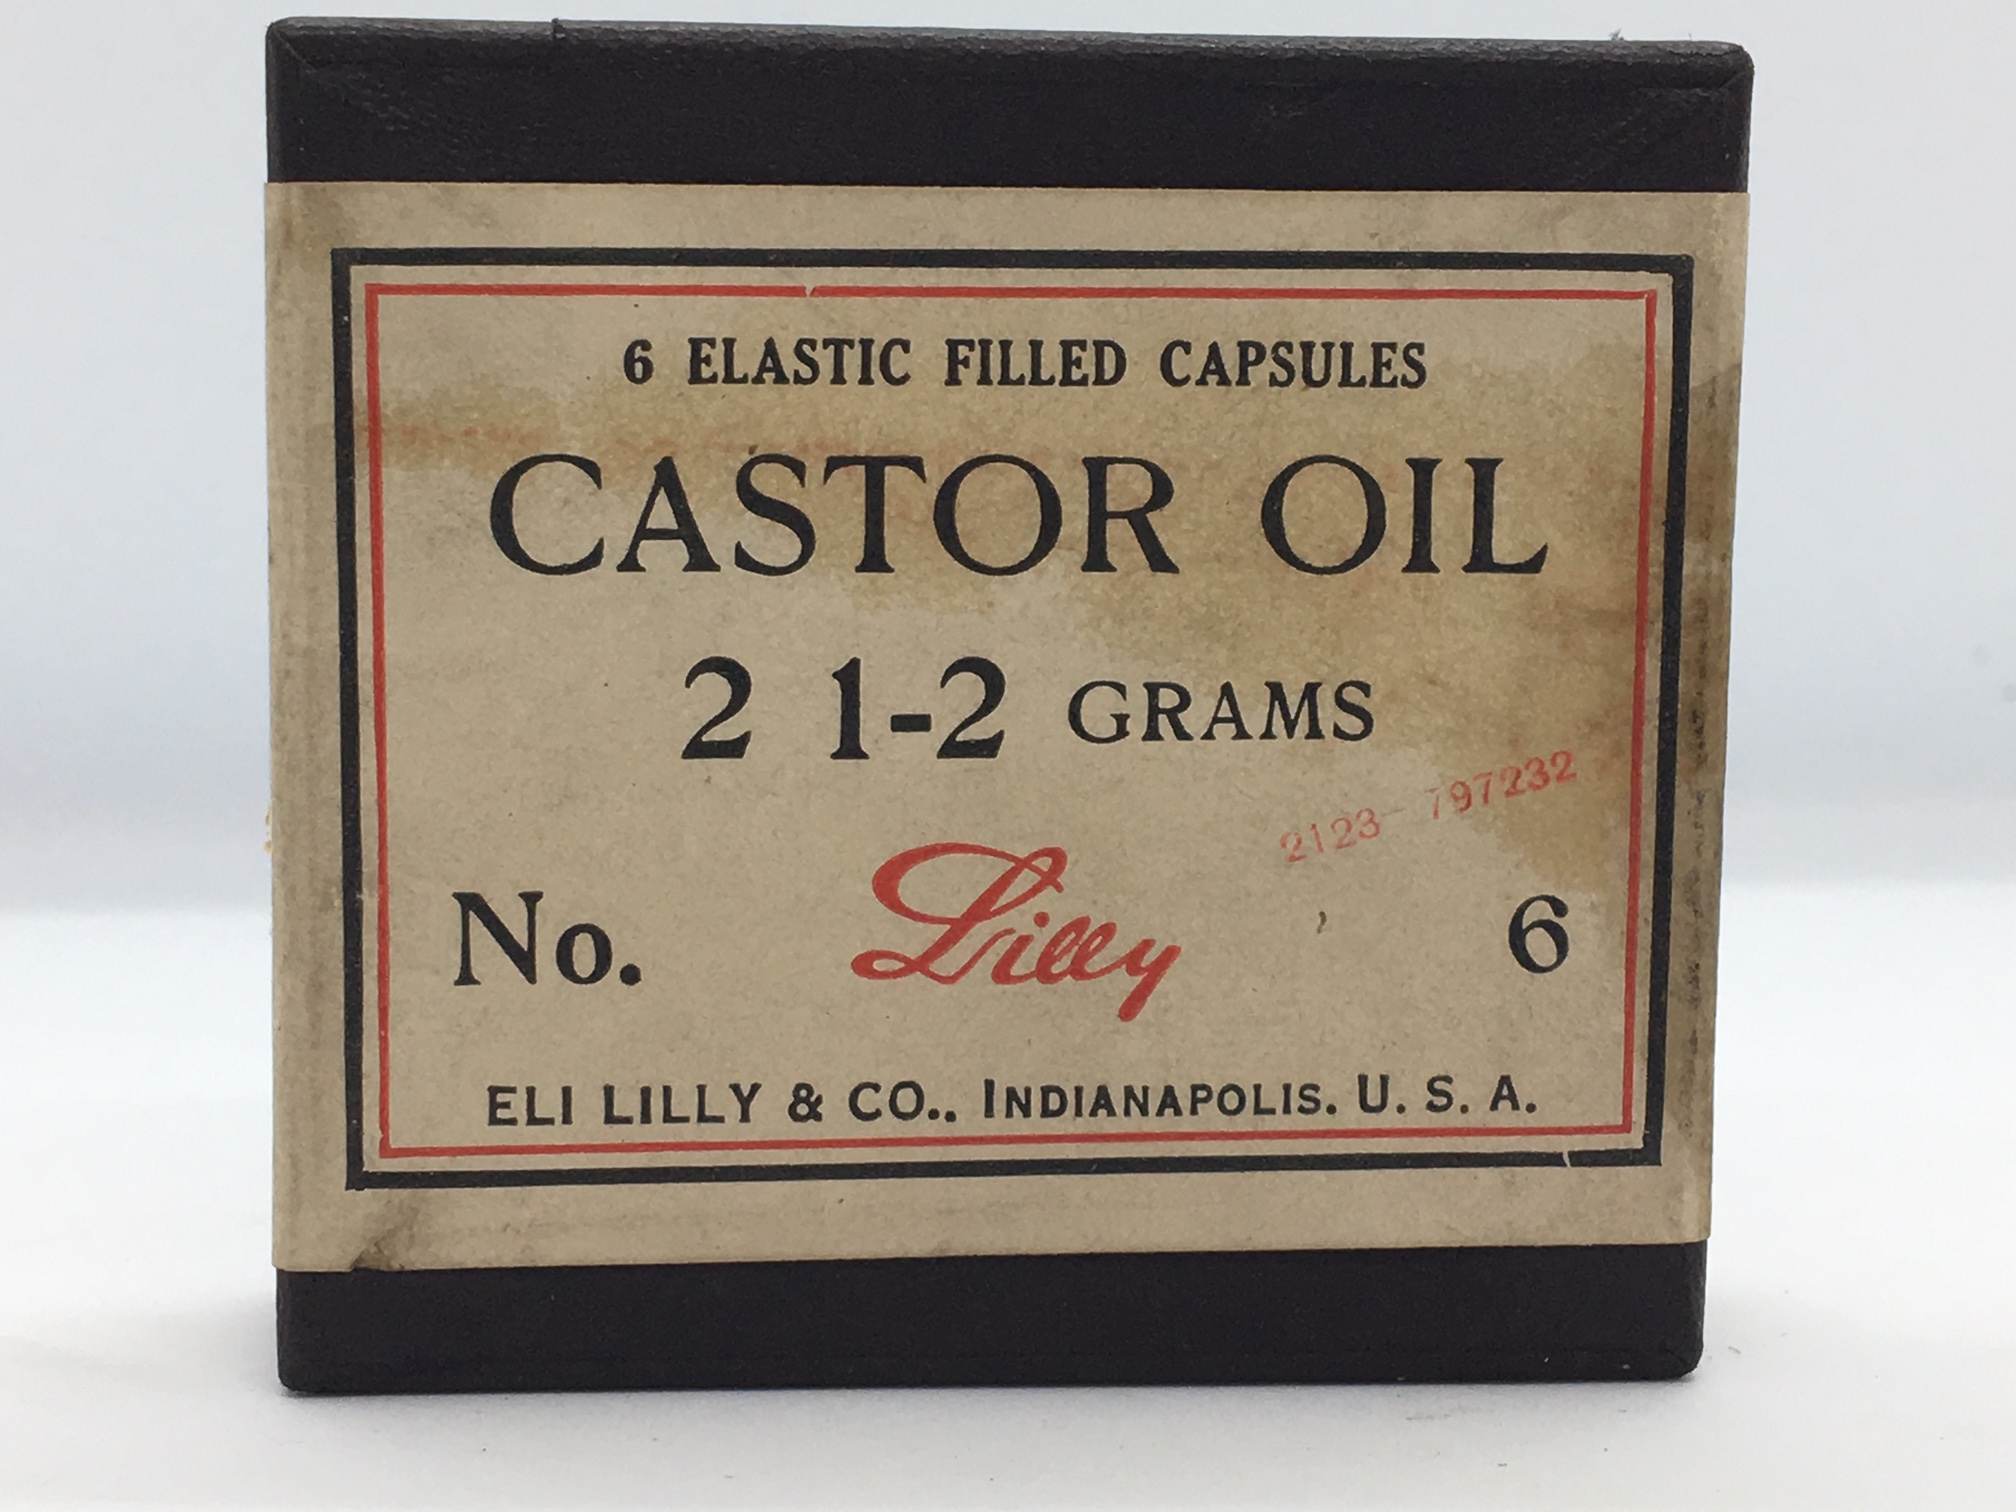 6 ELASTIC FILLED CAPSULES
CASTOR OIL
2 1-2 GRAMS
2123-797232
No. Lilly 6
ELI LILLY & CO., INDIANAPOLIS. U. S. A.